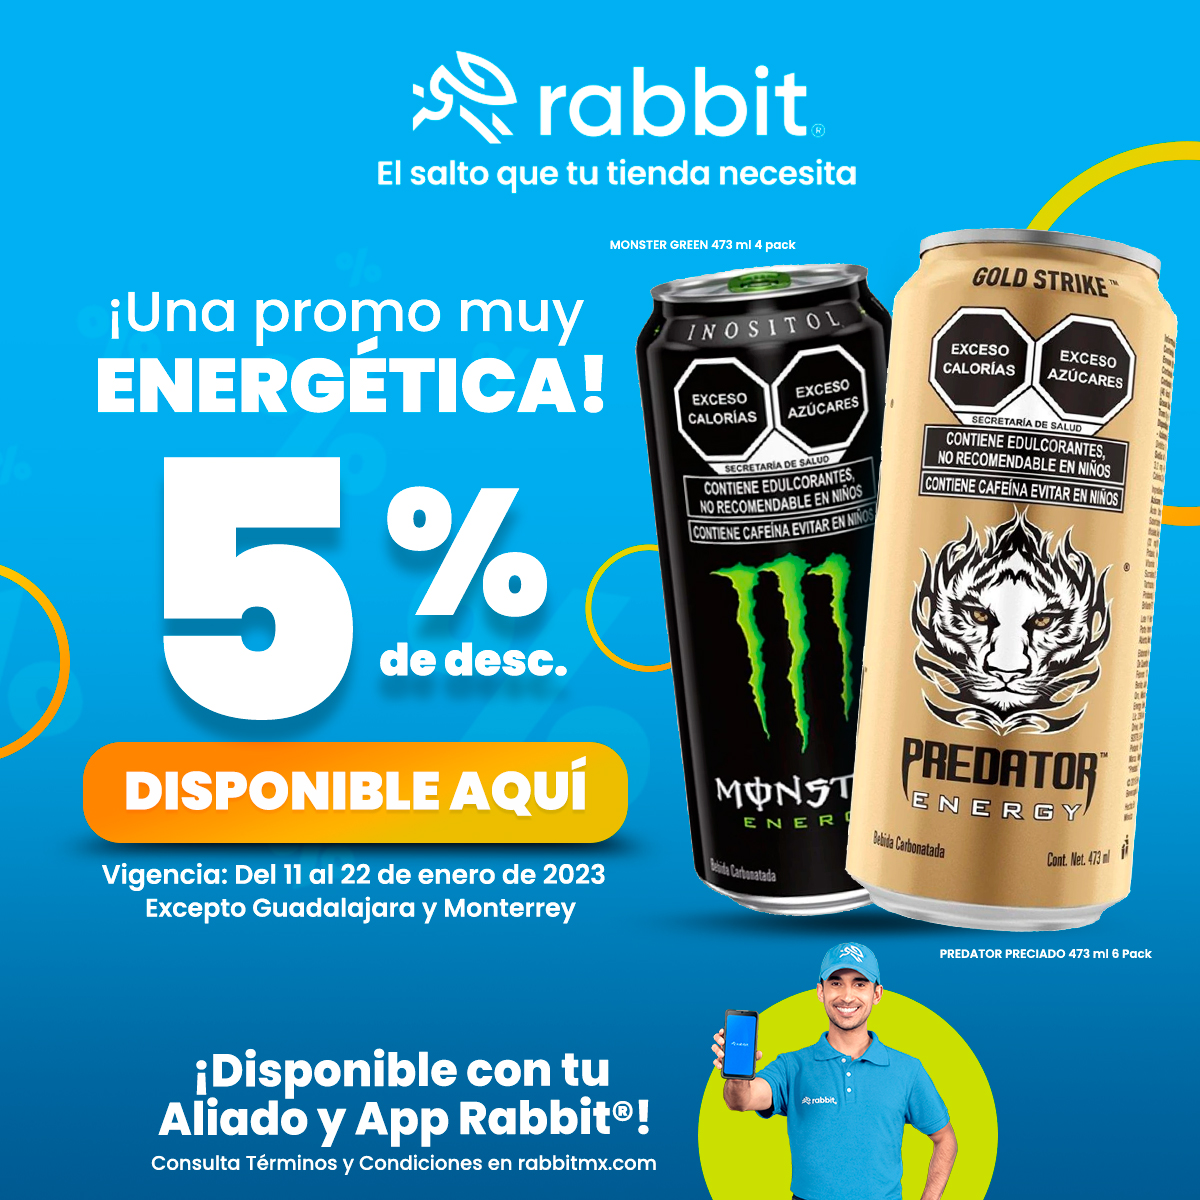 rabbit®
El salto que tu tienda necesita
MONSTER GREEN 473 ml 4 pack
¡Una promo muy
ENERGÉTICA!
5%
de desc.
DISPONIBLE AQUÍ
Vigencia: Del 11 al 22 de enero de 2023
Excepto Guadalajara y Monterrey
INOSITOL
EXCESO
CALORÍAS
EXCESO
AZÚCARES
SECRETARÍA DE SALUD
CONTIENE EDULCORANTES,
NO RECOMENDABLE EN NIÑOS
CONTIENE CAFEÍNA EVITAR EN NIÑOS
MONST
ENERG
Bebida Carbonatada
GOLD STRIKE™
EXCESO
CALORÍAS
EXCESO
AZÚCARES
SECRETARÍA DE SALUD
CONTIENE EDULCORANTES,
NO RECOMENDABLE EN NIÑOS
CONTIENE CAFEÍNA EVITAR EN NIÑOS
PREDATOR™
ENERGY
Bebida Carbonatada
Cont. Net. 473 ml
PREDATOR PRECIADO 473 ml 6 Pack
rabbit
¡Disponible con tu
Aliado y App Rabbit®!
Consulta Términos y Condiciones en rabbitmx.com